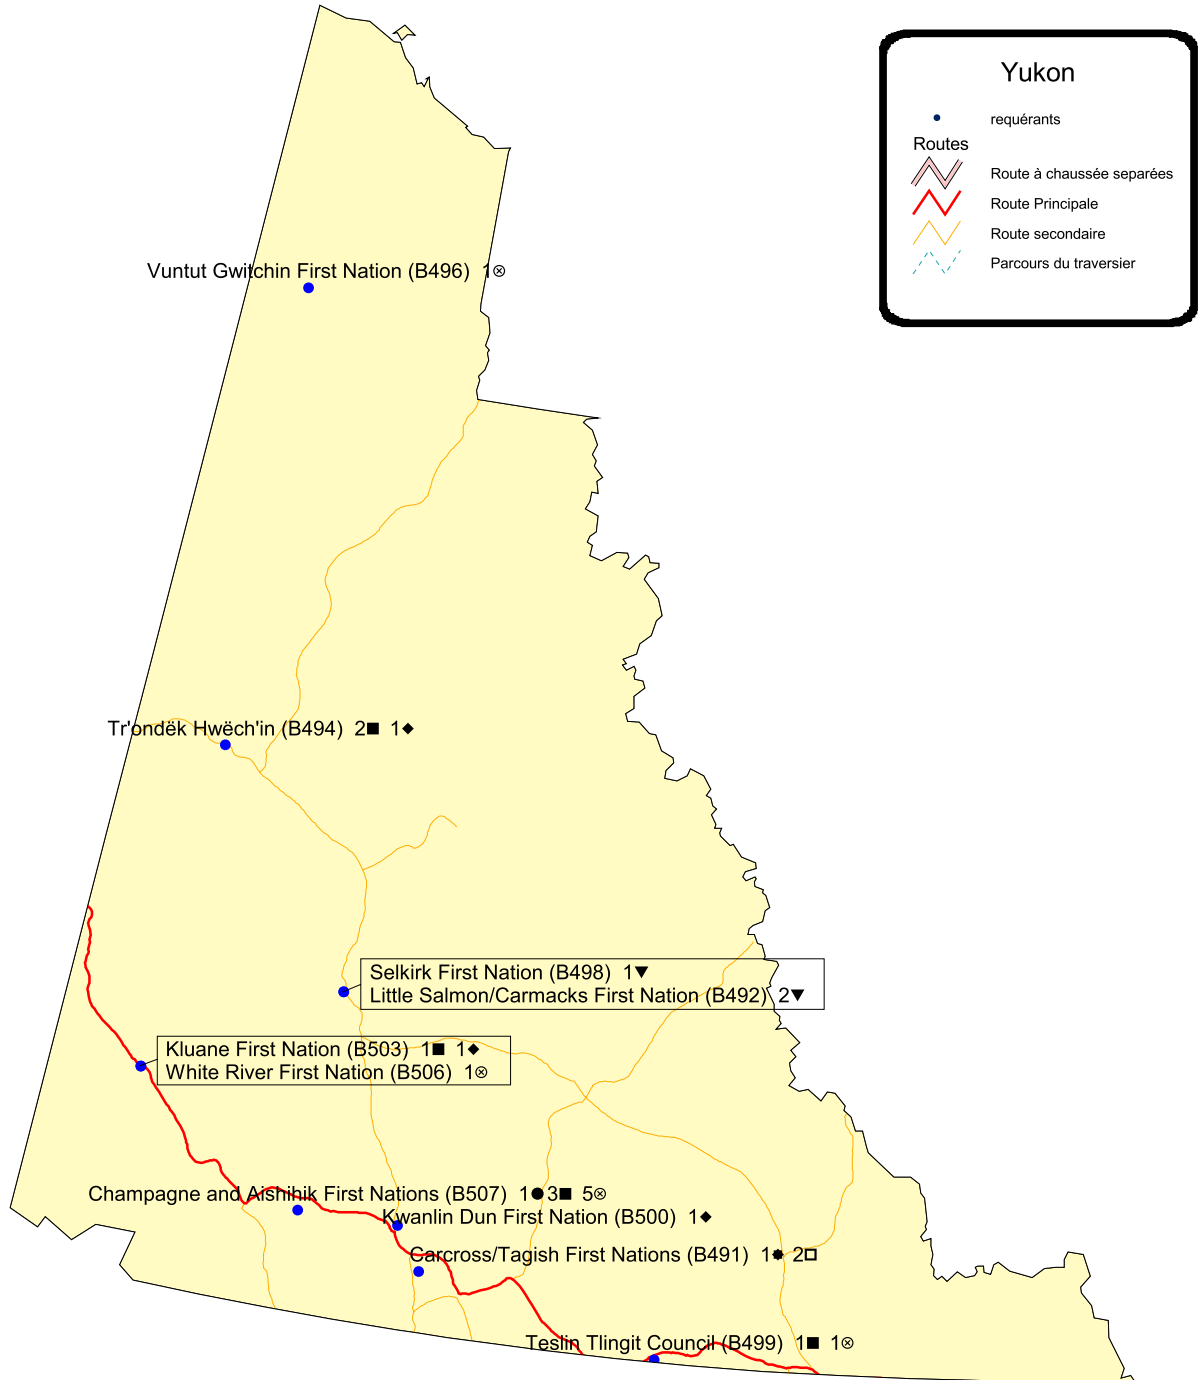 Yukon
requérants
Routes
Route à chaussée separées
Route Principale
Route secondaire
Parcours du traversier
Vuntut Gwitchin First Nation (B496) 1⊗
Tr'ondëk Hwëch'in (B494) 2■ 1◆
Selkirk First Nation (B498) 1▼
Little Salmon/Carmacks First Nation (B492) 2▼
Kluane First Nation (B503) 1■ 1◆
White River First Nation (B506) 1⊗
Champagne and Aishihik First Nations (B507) 1● 3■ 5⊗
Kwanlin Dun First Nation (B500) 1◆
Carcross/Tagish First Nations (B491) 1✹ 2□
Teslin Tlingit Council (B499) 1■ 1⊗